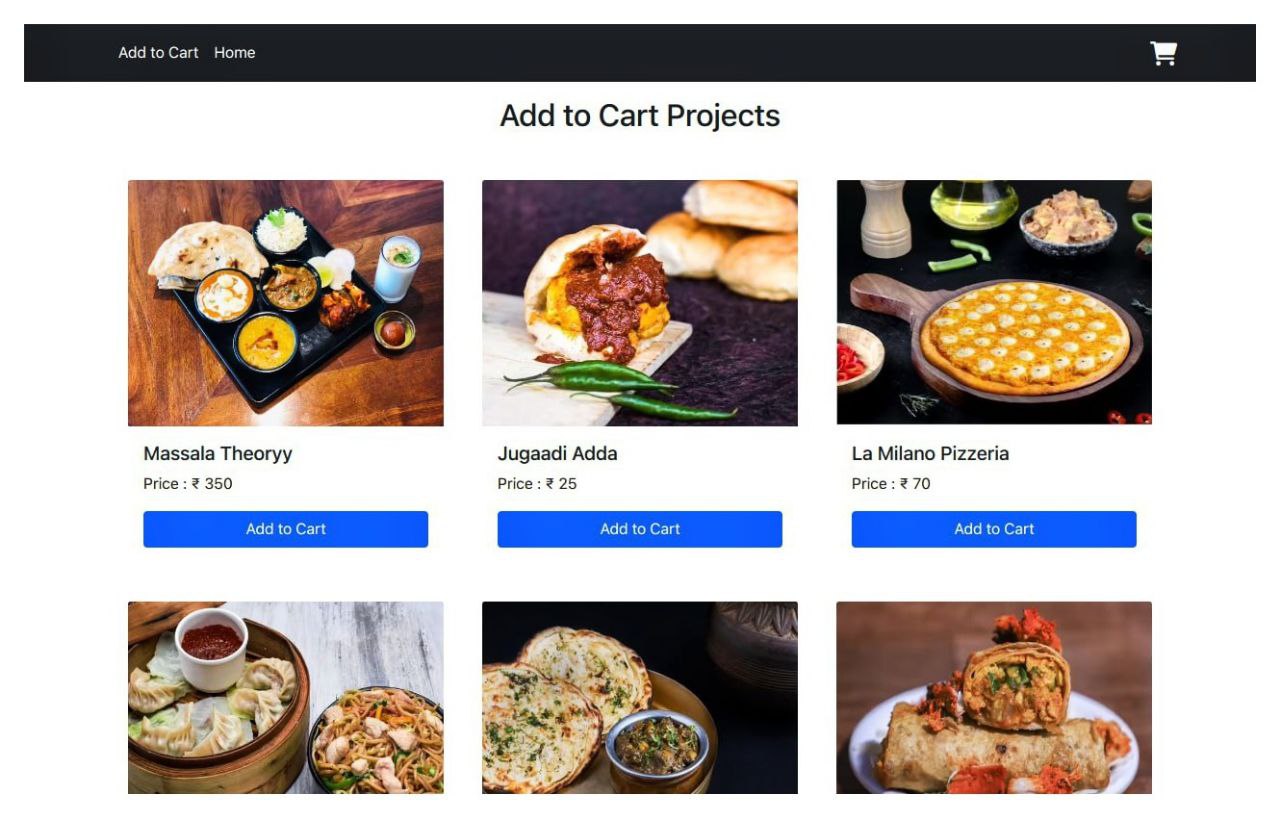 Add to Cart Home
Add to Cart Projects
Massala Theoryy
Price : ₹ 350
Add to Cart
Jugaadi Adda
Price : ₹ 25
Add to Cart
La Milano Pizzeria
Price : ₹ 70
Add to Cart